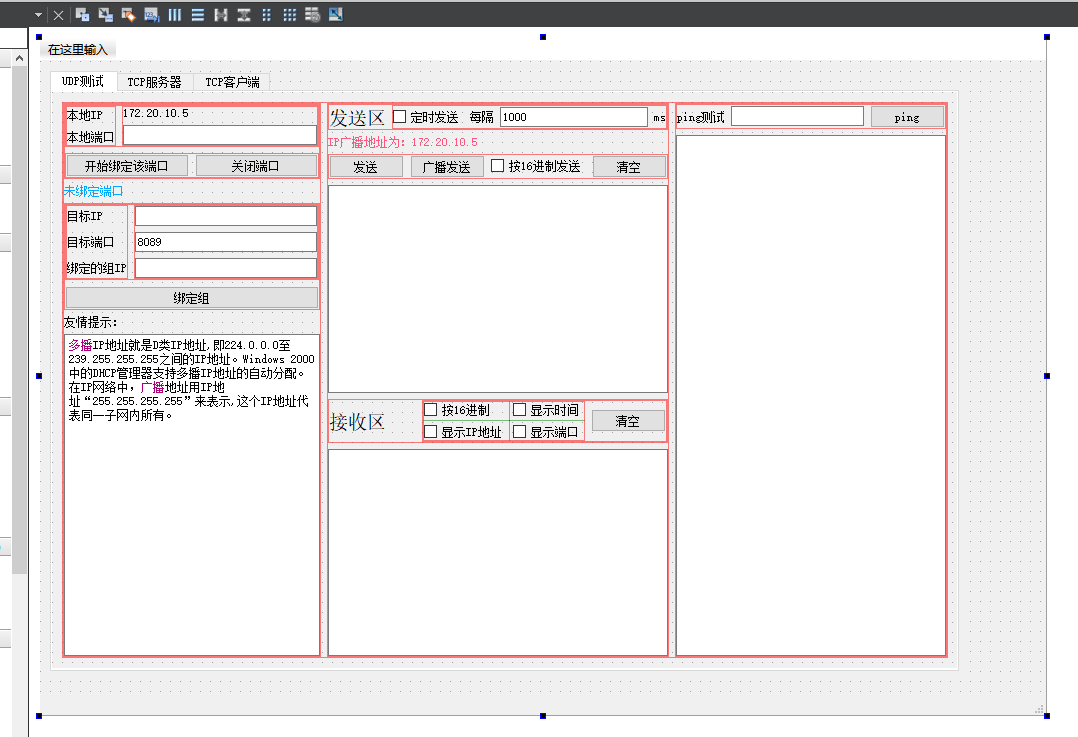 在这里输入
UDP测试 TCP服务器 TCP客户端
本地IP 172.20.10.5
本地端口
开始绑定该端口 关闭端口
未绑定端口
目标IP
目标端口 8089
绑定的组IP
绑定组
友情提示：
多播IP地址就是D类IP地址,即224.0.0.0至
239.255.255.255之间的IP地址。Windows 2000
中的DHCP管理器支持多播IP地址的自动分配。
在IP网络中，广播地址用IP地
址“255.255.255.255”来表示,这个IP地址代
表同一子网内所有。
发送区 定时发送 每隔 1000 ms
IP广播地址为：172.20.10.5
发送 广播发送 按16进制发送 清空
接收区
按16进制 显示时间
显示IP地址 显示端口
清空
ping测试 ping